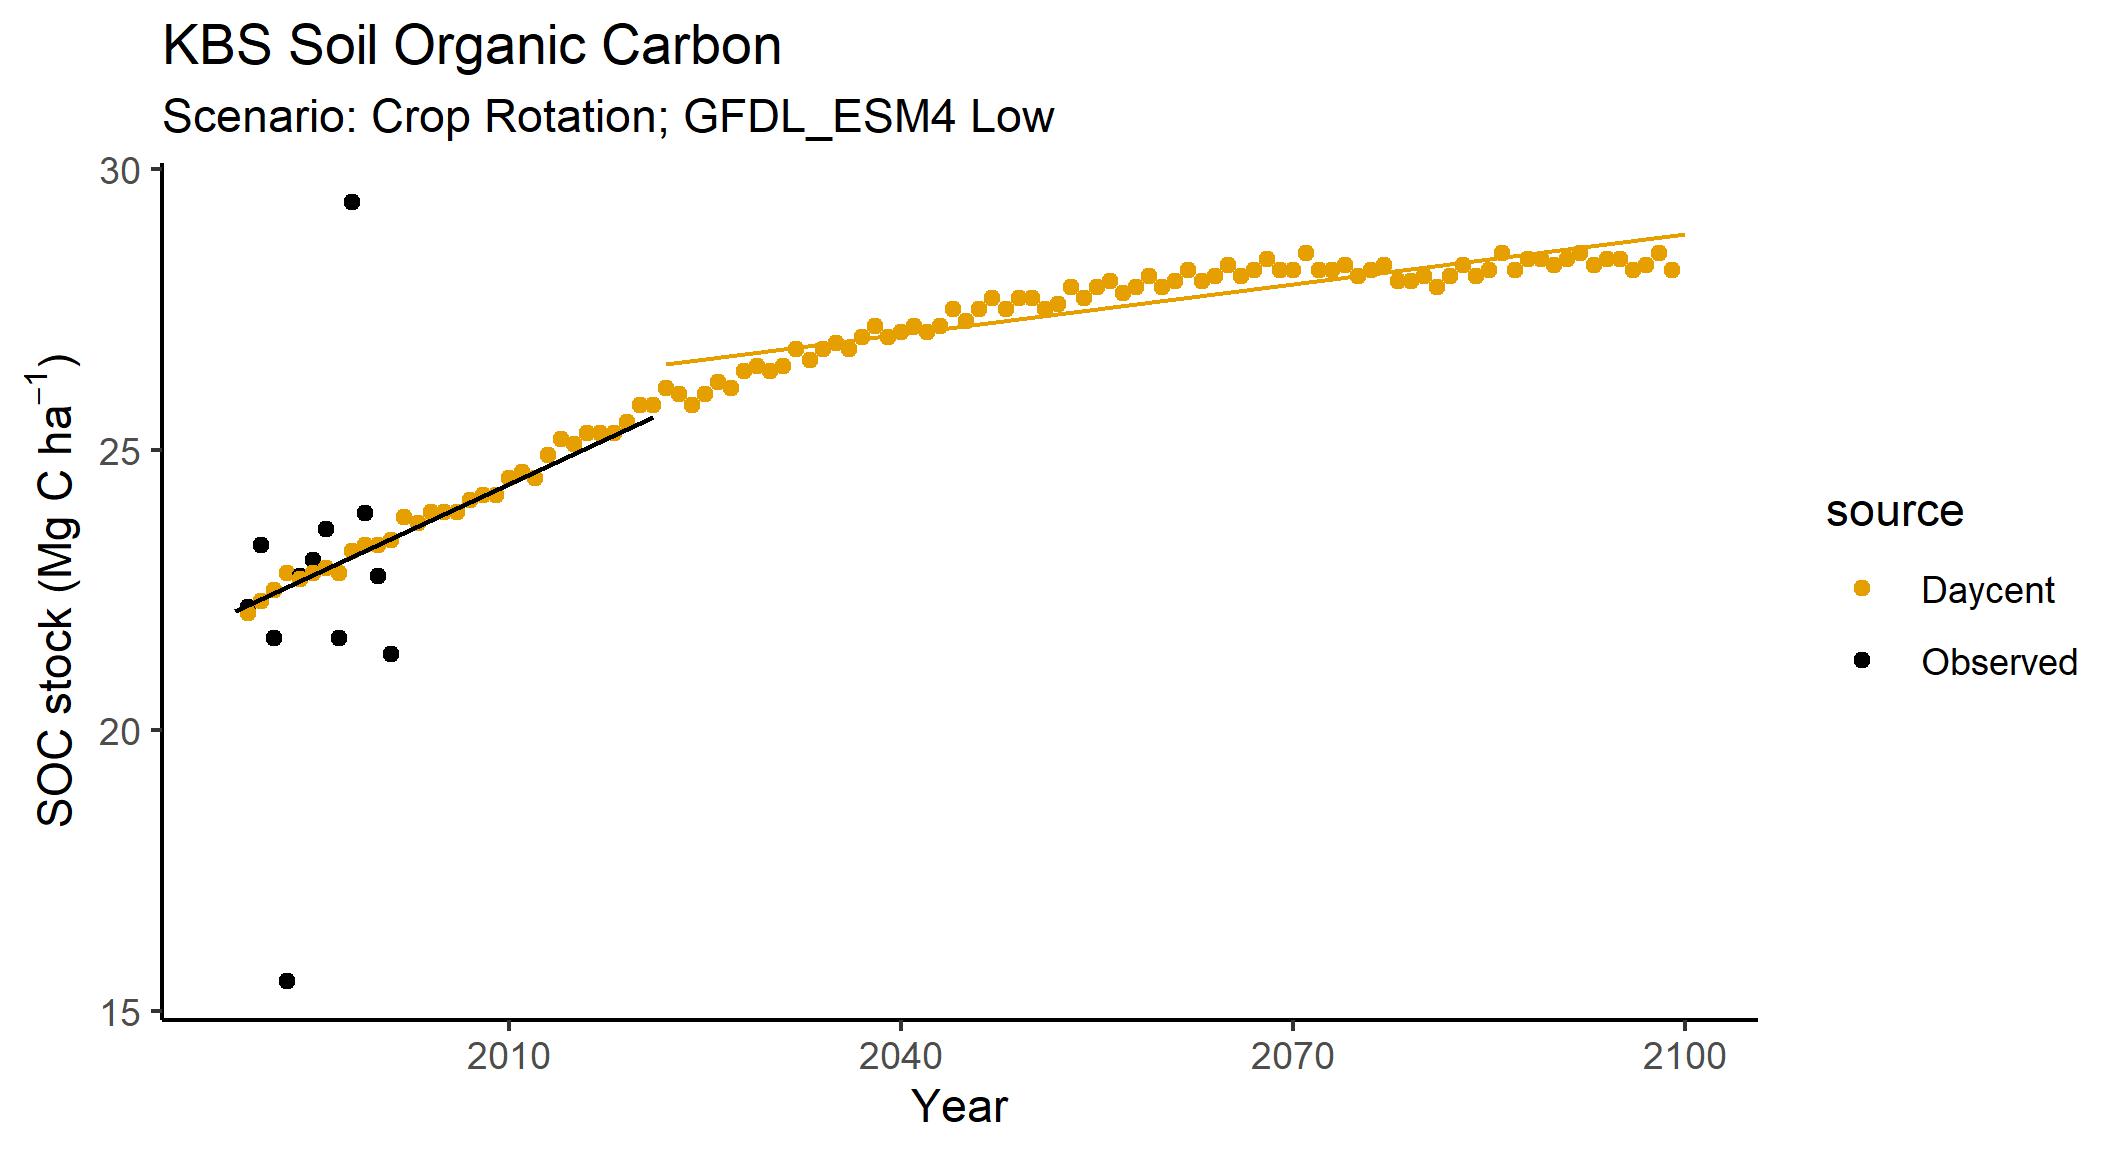 KBS Soil Organic Carbon
Scenario: Crop Rotation; GFDL_ESM4 Low
30
25
20
15
SOC stock (Mg C ha⁻¹)
2010
2040
2070
2100
Year
source
Daycent
Observed